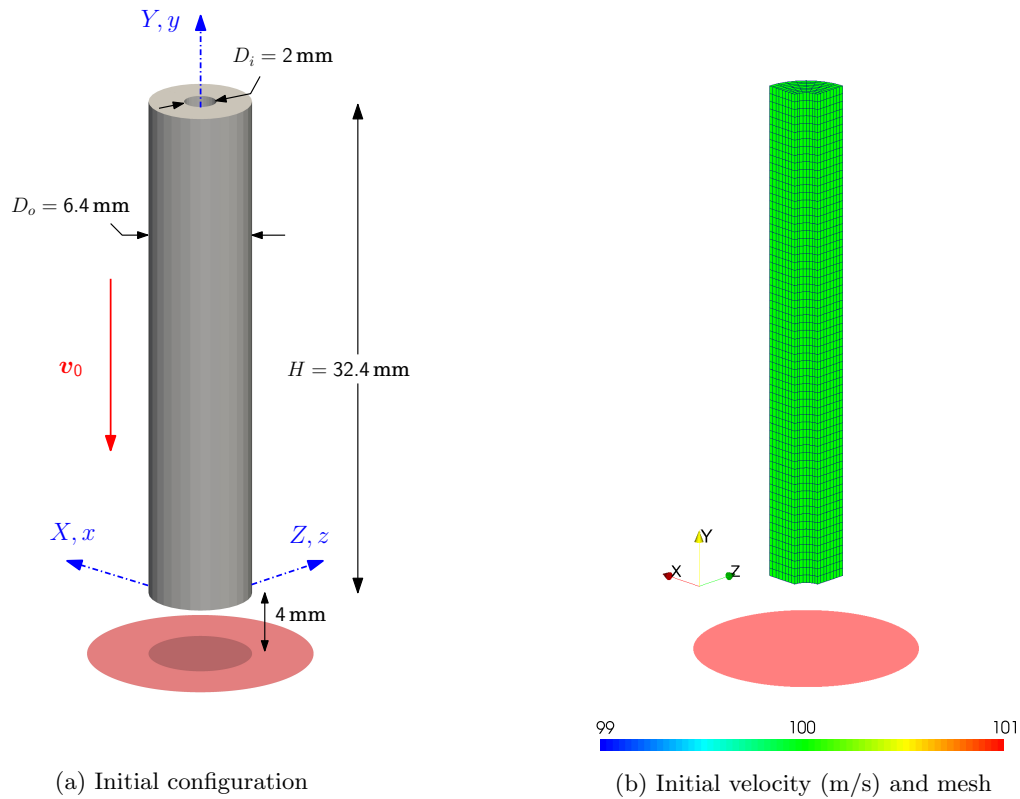 Y, y
D_i = 2 mm
D_o = 6.4 mm
v_0
H = 32.4 mm
X, x
Z, z
4 mm
(a) Initial configuration
Y
X
Z
99
100
101
(b) Initial velocity (m/s) and mesh